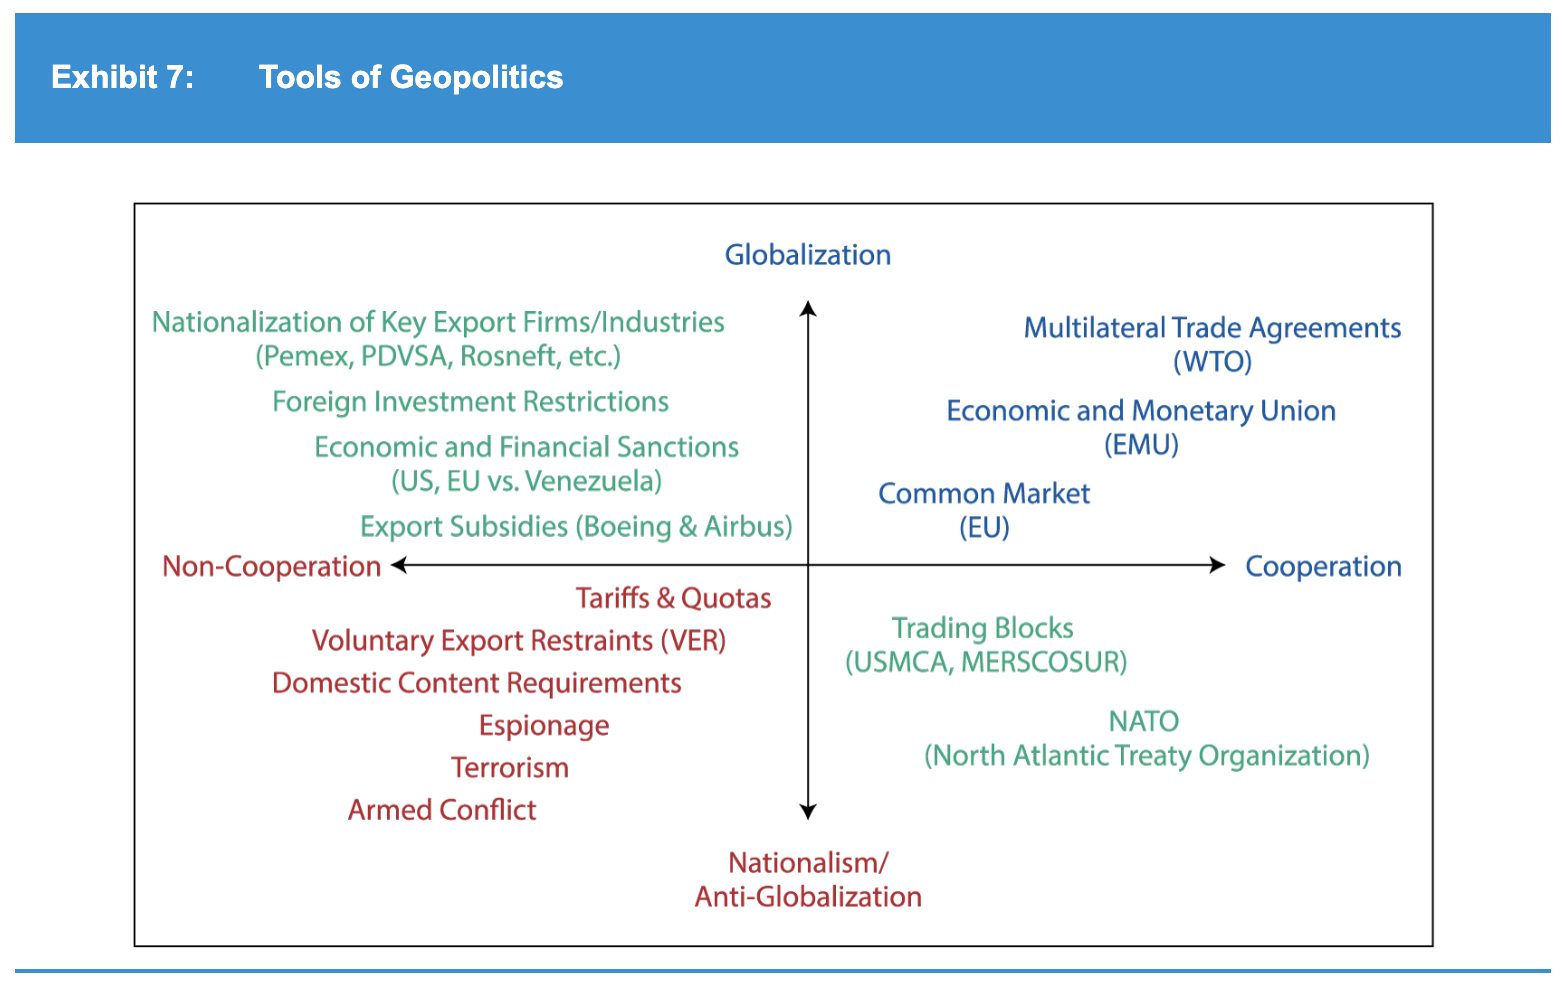 Exhibit 7: Tools of Geopolitics
Globalization
Nationalization of Key Export Firms/Industries
(Pemex, PDVSA, Rosneft, etc.)
Foreign Investment Restrictions
Economic and Financial Sanctions
(US, EU vs. Venezuela)
Export Subsidies (Boeing & Airbus)
Multilateral Trade Agreements
(WTO)
Economic and Monetary Union
(EMU)
Common Market
(EU)
Non-Cooperation
Cooperation
Tariffs & Quotas
Voluntary Export Restraints (VER)
Domestic Content Requirements
Espionage
Terrorism
Armed Conflict
Trading Blocks
(USMCA, MERSCOSUR)
NATO
(North Atlantic Treaty Organization)
Nationalism/
Anti-Globalization